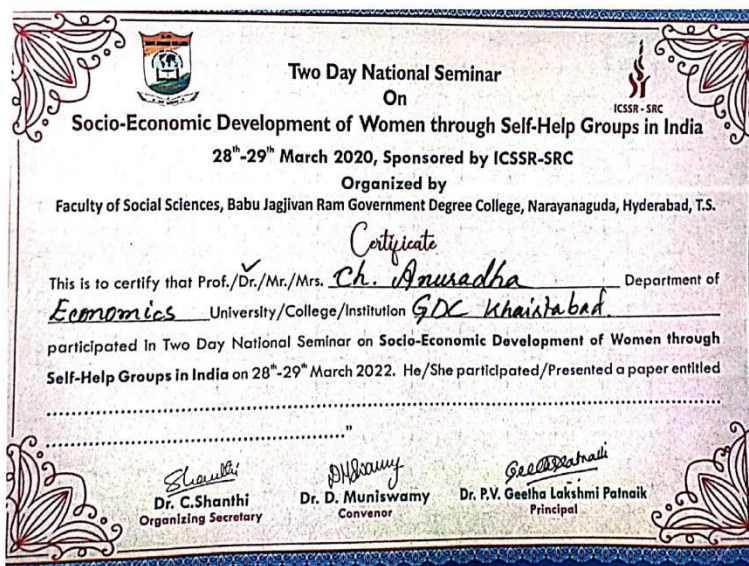 Two Day National Seminar
On
ICSSR - SRC
Socio-Economic Development of Women through Self-Help Groups in India
28th-29th March 2020, Sponsored by ICSSR-SRC
Organized by
Faculty of Social Sciences, Babu Jagjivan Ram Government Degree College, Narayanaguda, Hyderabad, T.S.
Certificate
This is to certify that Prof./Dr./Mr./Mrs. Ch. Anuradha Department of
Economics University/College/Institution GDC Khairtabad.
participated in Two Day National Seminar on Socio-Economic Development of Women through
Self-Help Groups in India on 28th-29th March 2022. He/She participated/Presented a paper entitled
..........................................................................................
........................................"
Dr. C.Shanthi
Organizing Secretary
Dr. D. Muniswamy
Convenor
Dr. P.V. Geetha Lakshmi Patnaik
Principal